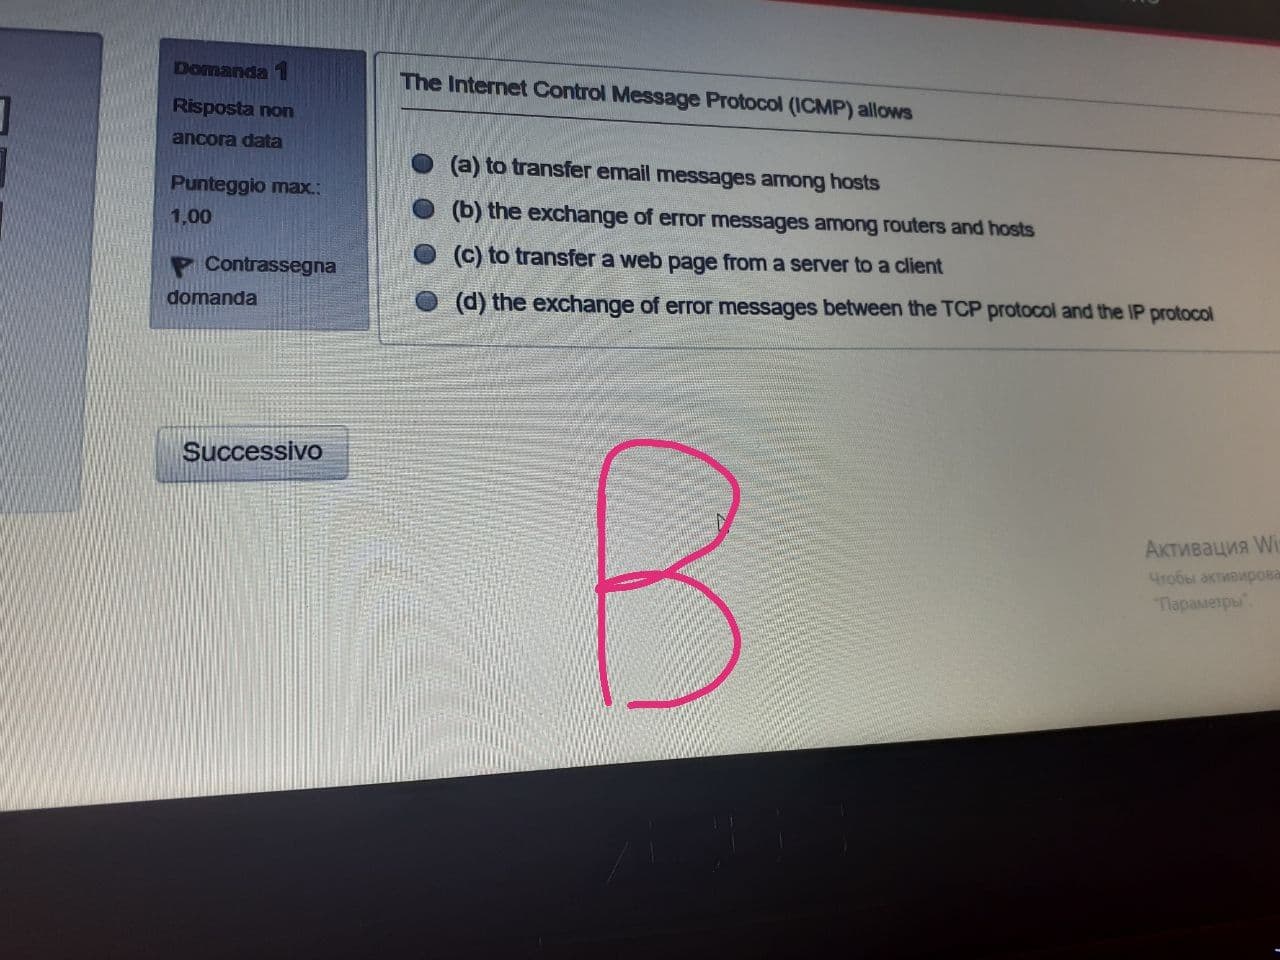 Domanda 1
Risposta non
ancora data
Punteggio max.:
1,00
Contrassegna
domanda
The Internet Control Message Protocol (ICMP) allows
(a) to transfer email messages among hosts
(b) the exchange of error messages among routers and hosts
(c) to transfer a web page from a server to a client
(d) the exchange of error messages between the TCP protocol and the IP protocol
Successivo
B
Активация Wi
Чтобы активирова
"Параметры".